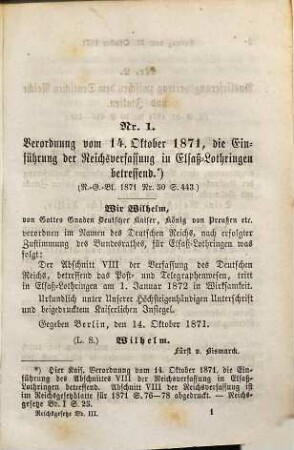 Nr. 1.
Verordnung vom 14. Oktober 1871, die Ein-
führung der Reichsverfassung in Elsaß-Lothringen
betreffend.*)
(R.-G.-Bl. 1871 Nr. 30 S. 443.)
Wir Wilhelm,
von Gottes Gnaden Deutscher Kaiser, König von Preußen etc.
verordnen im Namen des Deutschen Reichs, nach erfolgter
Zustimmung des Bundesrathes, für Elsaß-Lothringen was
folgt:
Der Abschnitt VIII der Verfassung des Deutschen
Reichs, betreffend das Post- und Telegraphenwesen, tritt
in Elsaß-Lothringen am 1. Januar 1872 in Wirksamkeit.
Urkundlich unter Unserer Höchsteigenhändigen Unterschrift
und beigedrucktem Kaiserlichen Insiegel.
Gegeben Berlin, den 14. Oktober 1871.
(L. S.) Wilhelm.
Fürst v. Bismarck.
*) Hier Kais. Verordnung vom 14. Oktober 1871, die Ein-
führung des Abschnittes VIII der Reichsverfassung in Elsaß-
Lothringen betreffend. Abschnitt VIII der Reichsverfassung ist
im Reichsgesetzblatte für 1871 S. 76—78 abgedruckt. — Reichs-
gesetze Bd. I S. 23.
Reichsgesetze Bd. III. 1